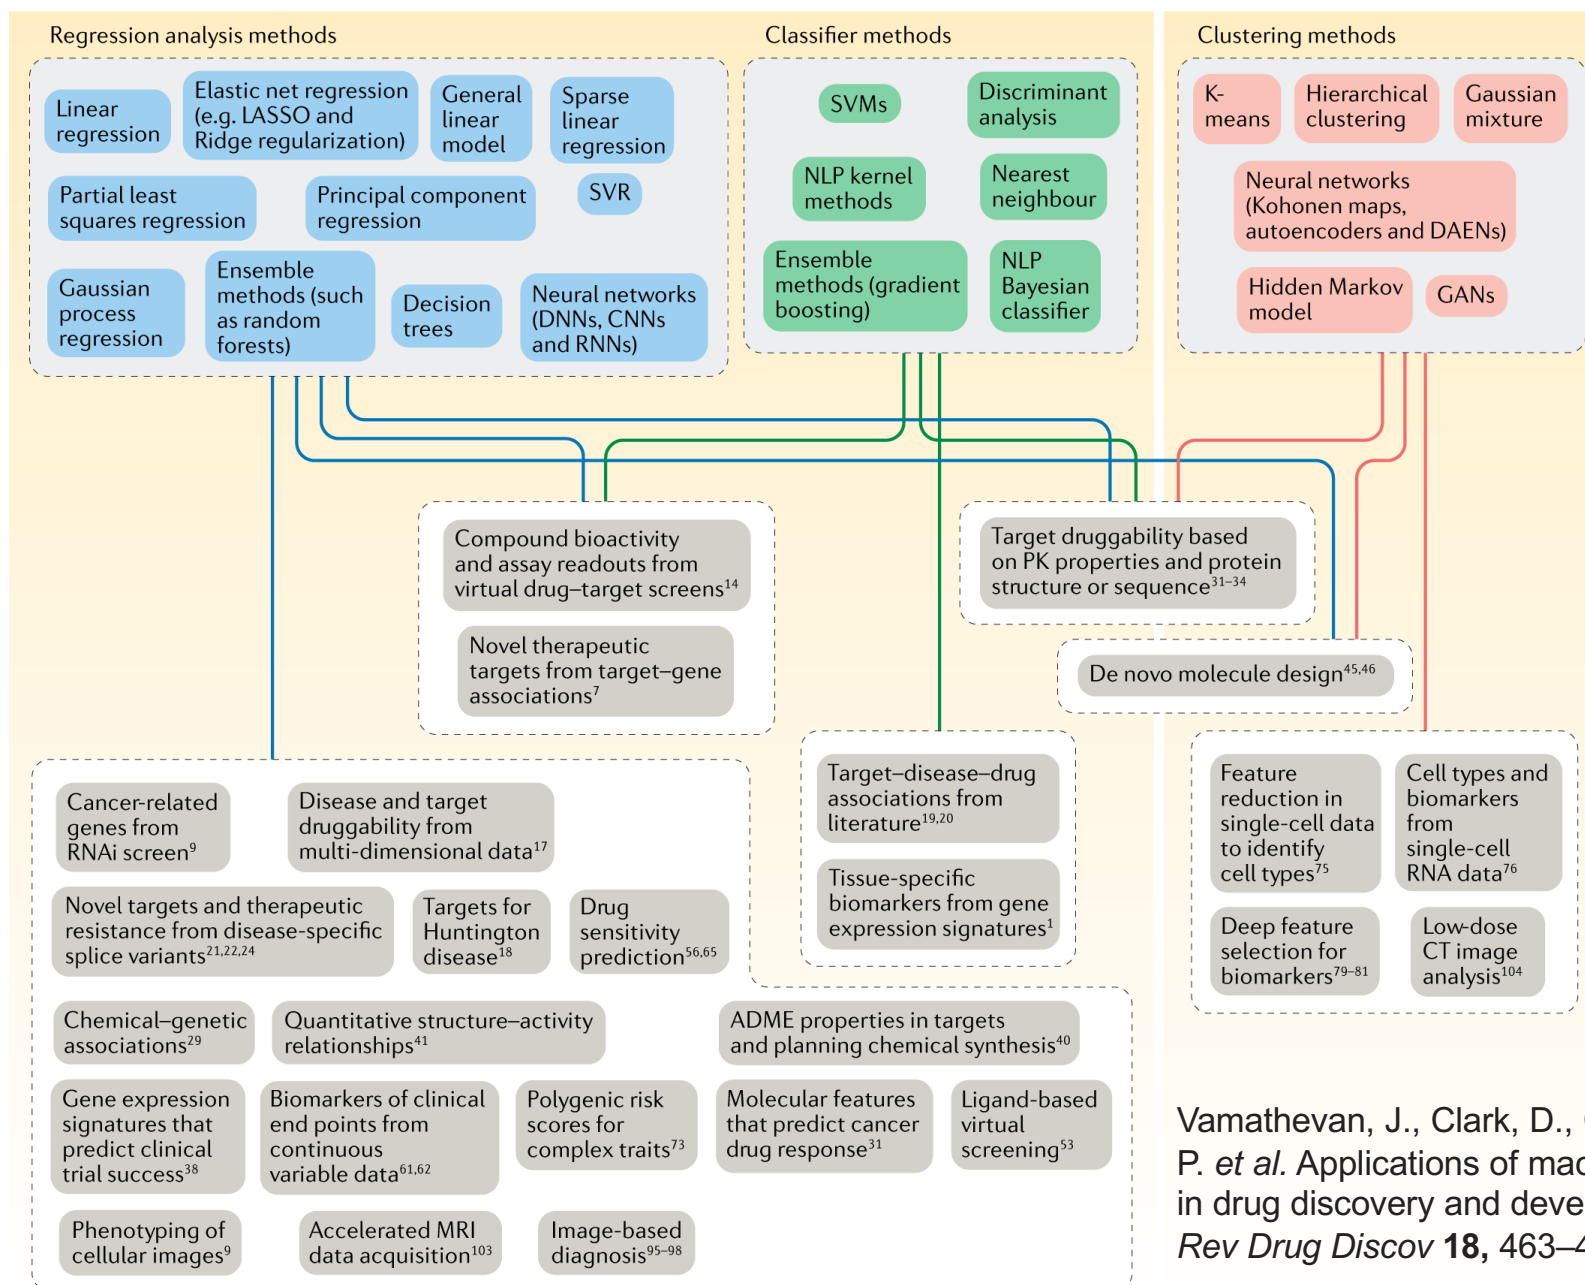 Regression analysis methods
Linear
regression
Elastic net regression
(e.g. LASSO and
Ridge regularization)
General
linear
model
Sparse
linear
regression
Partial least
squares regression
Principal component
regression
SVR
Gaussian
process
regression
Ensemble
methods (such
as random
forests)
Decision
trees
Neural networks
(DNNs, CNNs
and RNNs)
Classifier methods
SVMs
Discriminant
analysis
NLP kernel
methods
Nearest
neighbour
Ensemble
methods (gradient
boosting)
NLP
Bayesian
classifier
Clustering methods
K-
means
Hierarchical
clustering
Gaussian
mixture
Neural networks
(Kohonen maps,
autoencoders and DAENs)
Hidden Markov
model
GANs
Compound bioactivity
and assay readouts from
virtual drug–target screens14
Novel therapeutic
targets from target–gene
associations7
Target druggability based
on PK properties and protein
structure or sequence31–34
De novo molecule design45,46
Cancer-related
genes from
RNAi screen9
Disease and target
druggability from
multi-dimensional data17
Novel targets and therapeutic
resistance from disease-specific
splice variants21,22,24
Targets for
Huntington
disease18
Drug
sensitivity
prediction56,65
Chemical–genetic
associations29
Quantitative structure–activity
relationships41
ADME properties in targets
and planning chemical synthesis40
Gene expression
signatures that
predict clinical
trial success38
Biomarkers of clinical
end points from
continuous
variable data61,62
Polygenic risk
scores for
complex traits73
Molecular features
that predict cancer
drug response31
Ligand-based
virtual
screening53
Phenotyping of
cellular images9
Accelerated MRI
data acquisition103
Image-based
diagnosis95–98
Target–disease–drug
associations from
literature19,20
Tissue-specific
biomarkers from gene
expression signatures1
Feature
reduction in
single-cell data
to identify
cell types75
Cell types and
biomarkers
from
single-cell
RNA data76
Deep feature
selection for
biomarkers79–81
Low-dose
CT image
analysis104
Vamathevan, J., Clark, D.,
P. et al. Applications of
in drug discovery and
Rev Drug Discov 18,